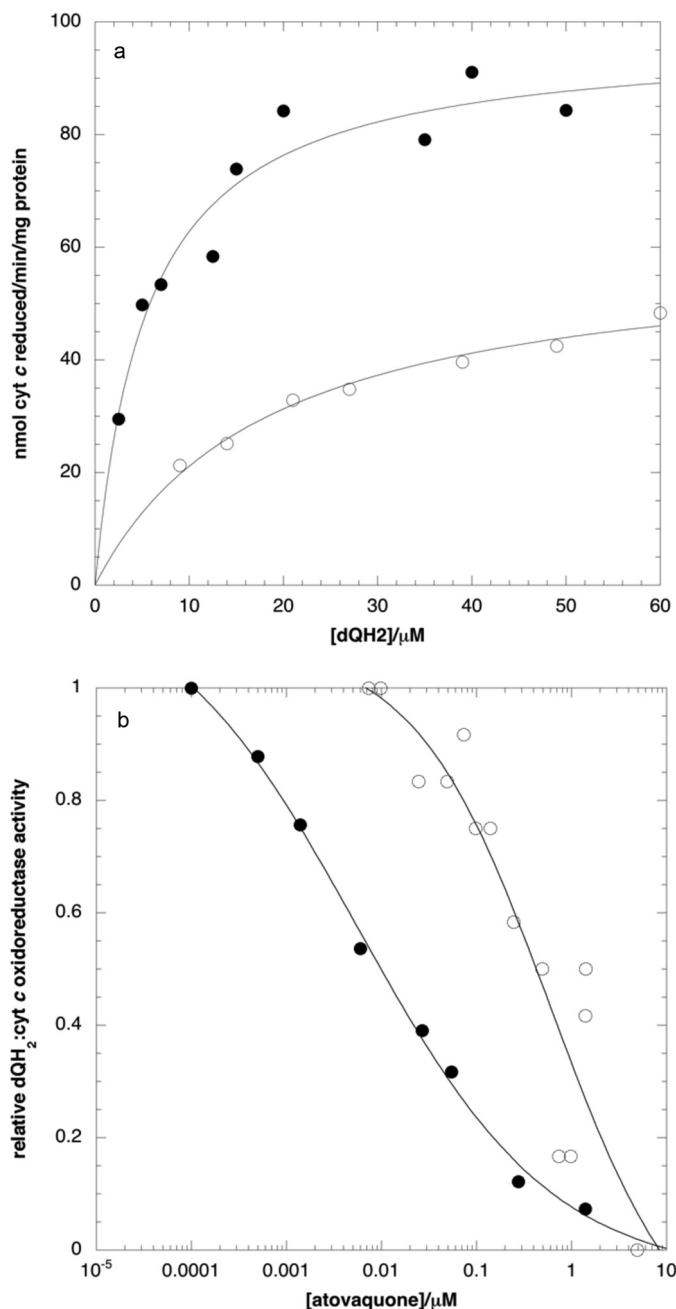 a
100
80
60
40
20
0
nmol cyt c reduced/min/mg protein
0 10 20 30 40 50 60
[dQH2]/μM
b
1
0.8
0.6
0.4
0.2
0
relative dQH₂:cyt c oxidoreductase activity
10⁻⁵ 0.0001 0.001 0.01 0.1 1 10
[atovaquone]/μM